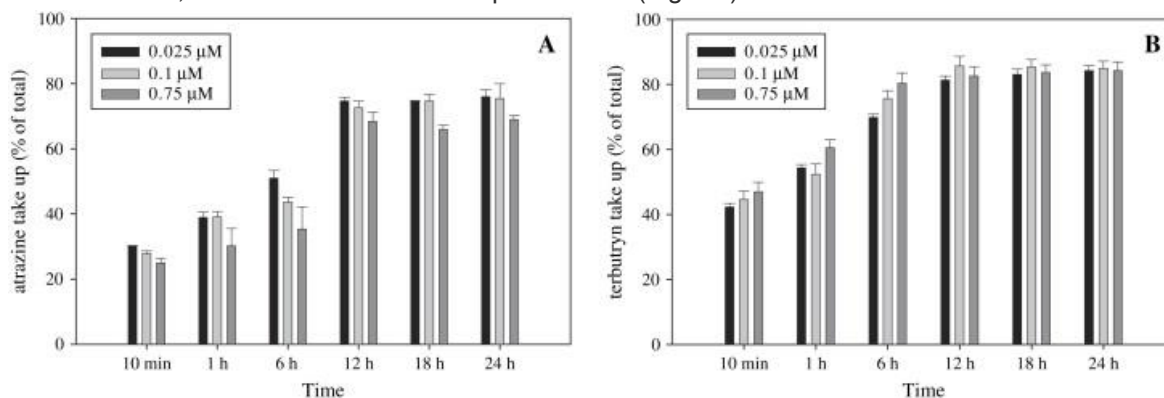 A
0.025 µM
0.1 µM
0.75 µM
atrazine take up (% of total)
100
80
60
40
20
0
10 min 1 h 6 h 12 h 18 h 24 h
Time
B
0.025 µM
0.1 µM
0.75 µM
terbutryn take up (% of total)
100
80
60
40
20
0
10 min 1 h 6 h 12 h 18 h 24 h
Time